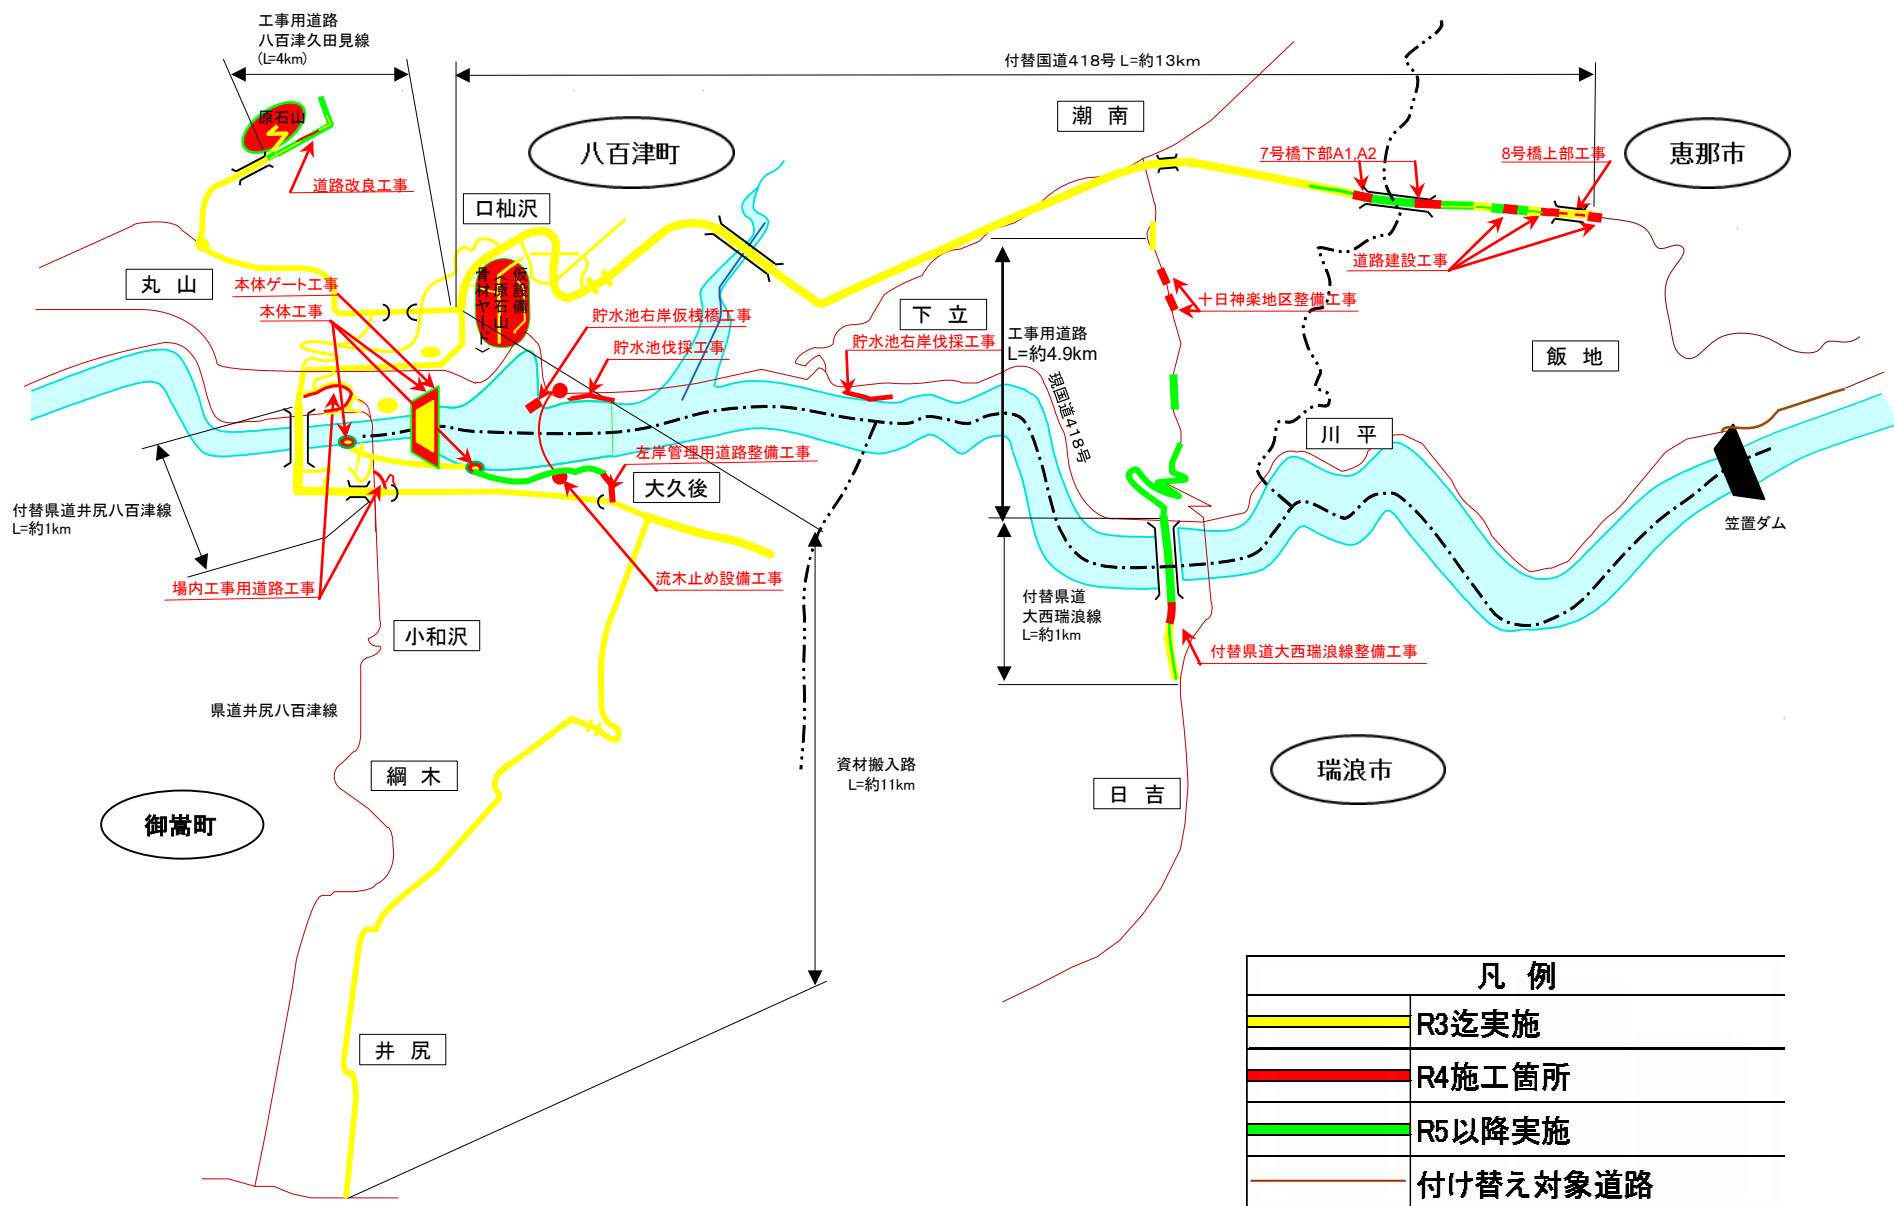 工事用道路
八百津久田見線
(L=4km)
付替国道418号 L=約13km
原石山
潮 南
八百津町
7号橋下部A1,A2
8号橋上部工事
恵那市
道路改良工事
口杣沢
丸 山
本体ゲート工事
本体工事
仮設備
(原石山
骨材ヤード)
貯水池右岸仮桟橋工事
貯水池伐採工事
下 立
貯水池右岸伐採工事
工事用道路
L=約4.9km
現国道418号
十日神楽地区整備工事
道路建設工事
飯 地
川 平
左岸管理用道路整備工事
大久後
付替県道井尻八百津線
L=約1km
笠置ダム
場内工事用道路工事
流木止め設備工事
付替県道
大西瑞浪線
L=約1km
小和沢
付替県道大西瑞浪線整備工事
県道井尻八百津線
綱 木
資材搬入路
L=約11km
瑞浪市
日 吉
御嵩町
井 尻
凡 例
R3迄実施
R4施工箇所
R5以降実施
付け替え対象道路